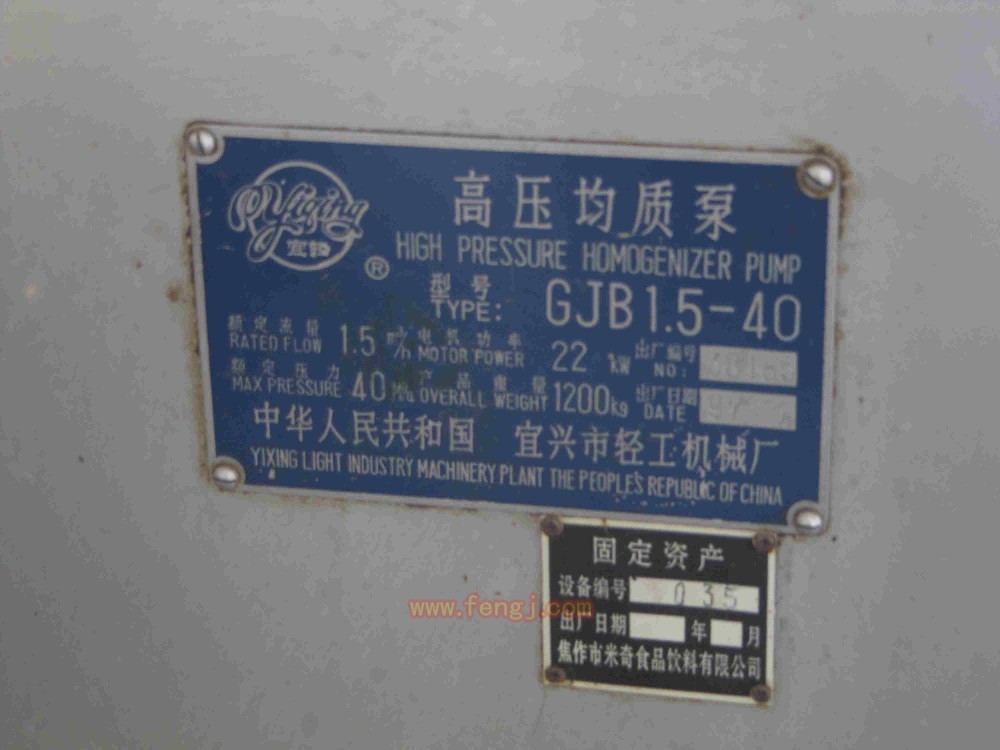 Yixing
宜轻
®
高压均质泵
HIGH PRESSURE HOMOGENIZER PUMP
型号
TYPE: GJB1.5-40
额定流量 电机功率 出厂编号
RATED FLOW 1.5 m³/h MOTOR POWER 22 kW NO:
额定压力 产品重量 出厂日期
MAX PRESSURE 40 MPa OVERALL WEIGHT 1200kg DATE
中华人民共和国 宜兴市轻工机械厂
YIXING LIGHT INDUSTRY MACHINERY PLANT THE PEOPLE'S REPUBLIC OF CHINA
固定资产
设备编号 035
www.fengj.com
出厂日期 年 月
焦作市米奇食品饮料有限公司